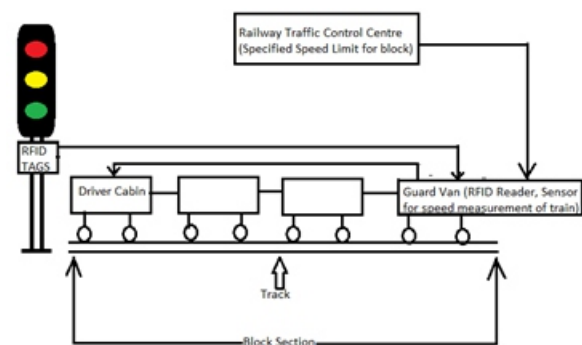 Railway Traffic Control Centre
(Specified Speed Limit for block)
RFID
TAGS
Driver Cabin
Guard Van (RFID Reader, Sensor
for speed measurement of train)
Track
Block Section